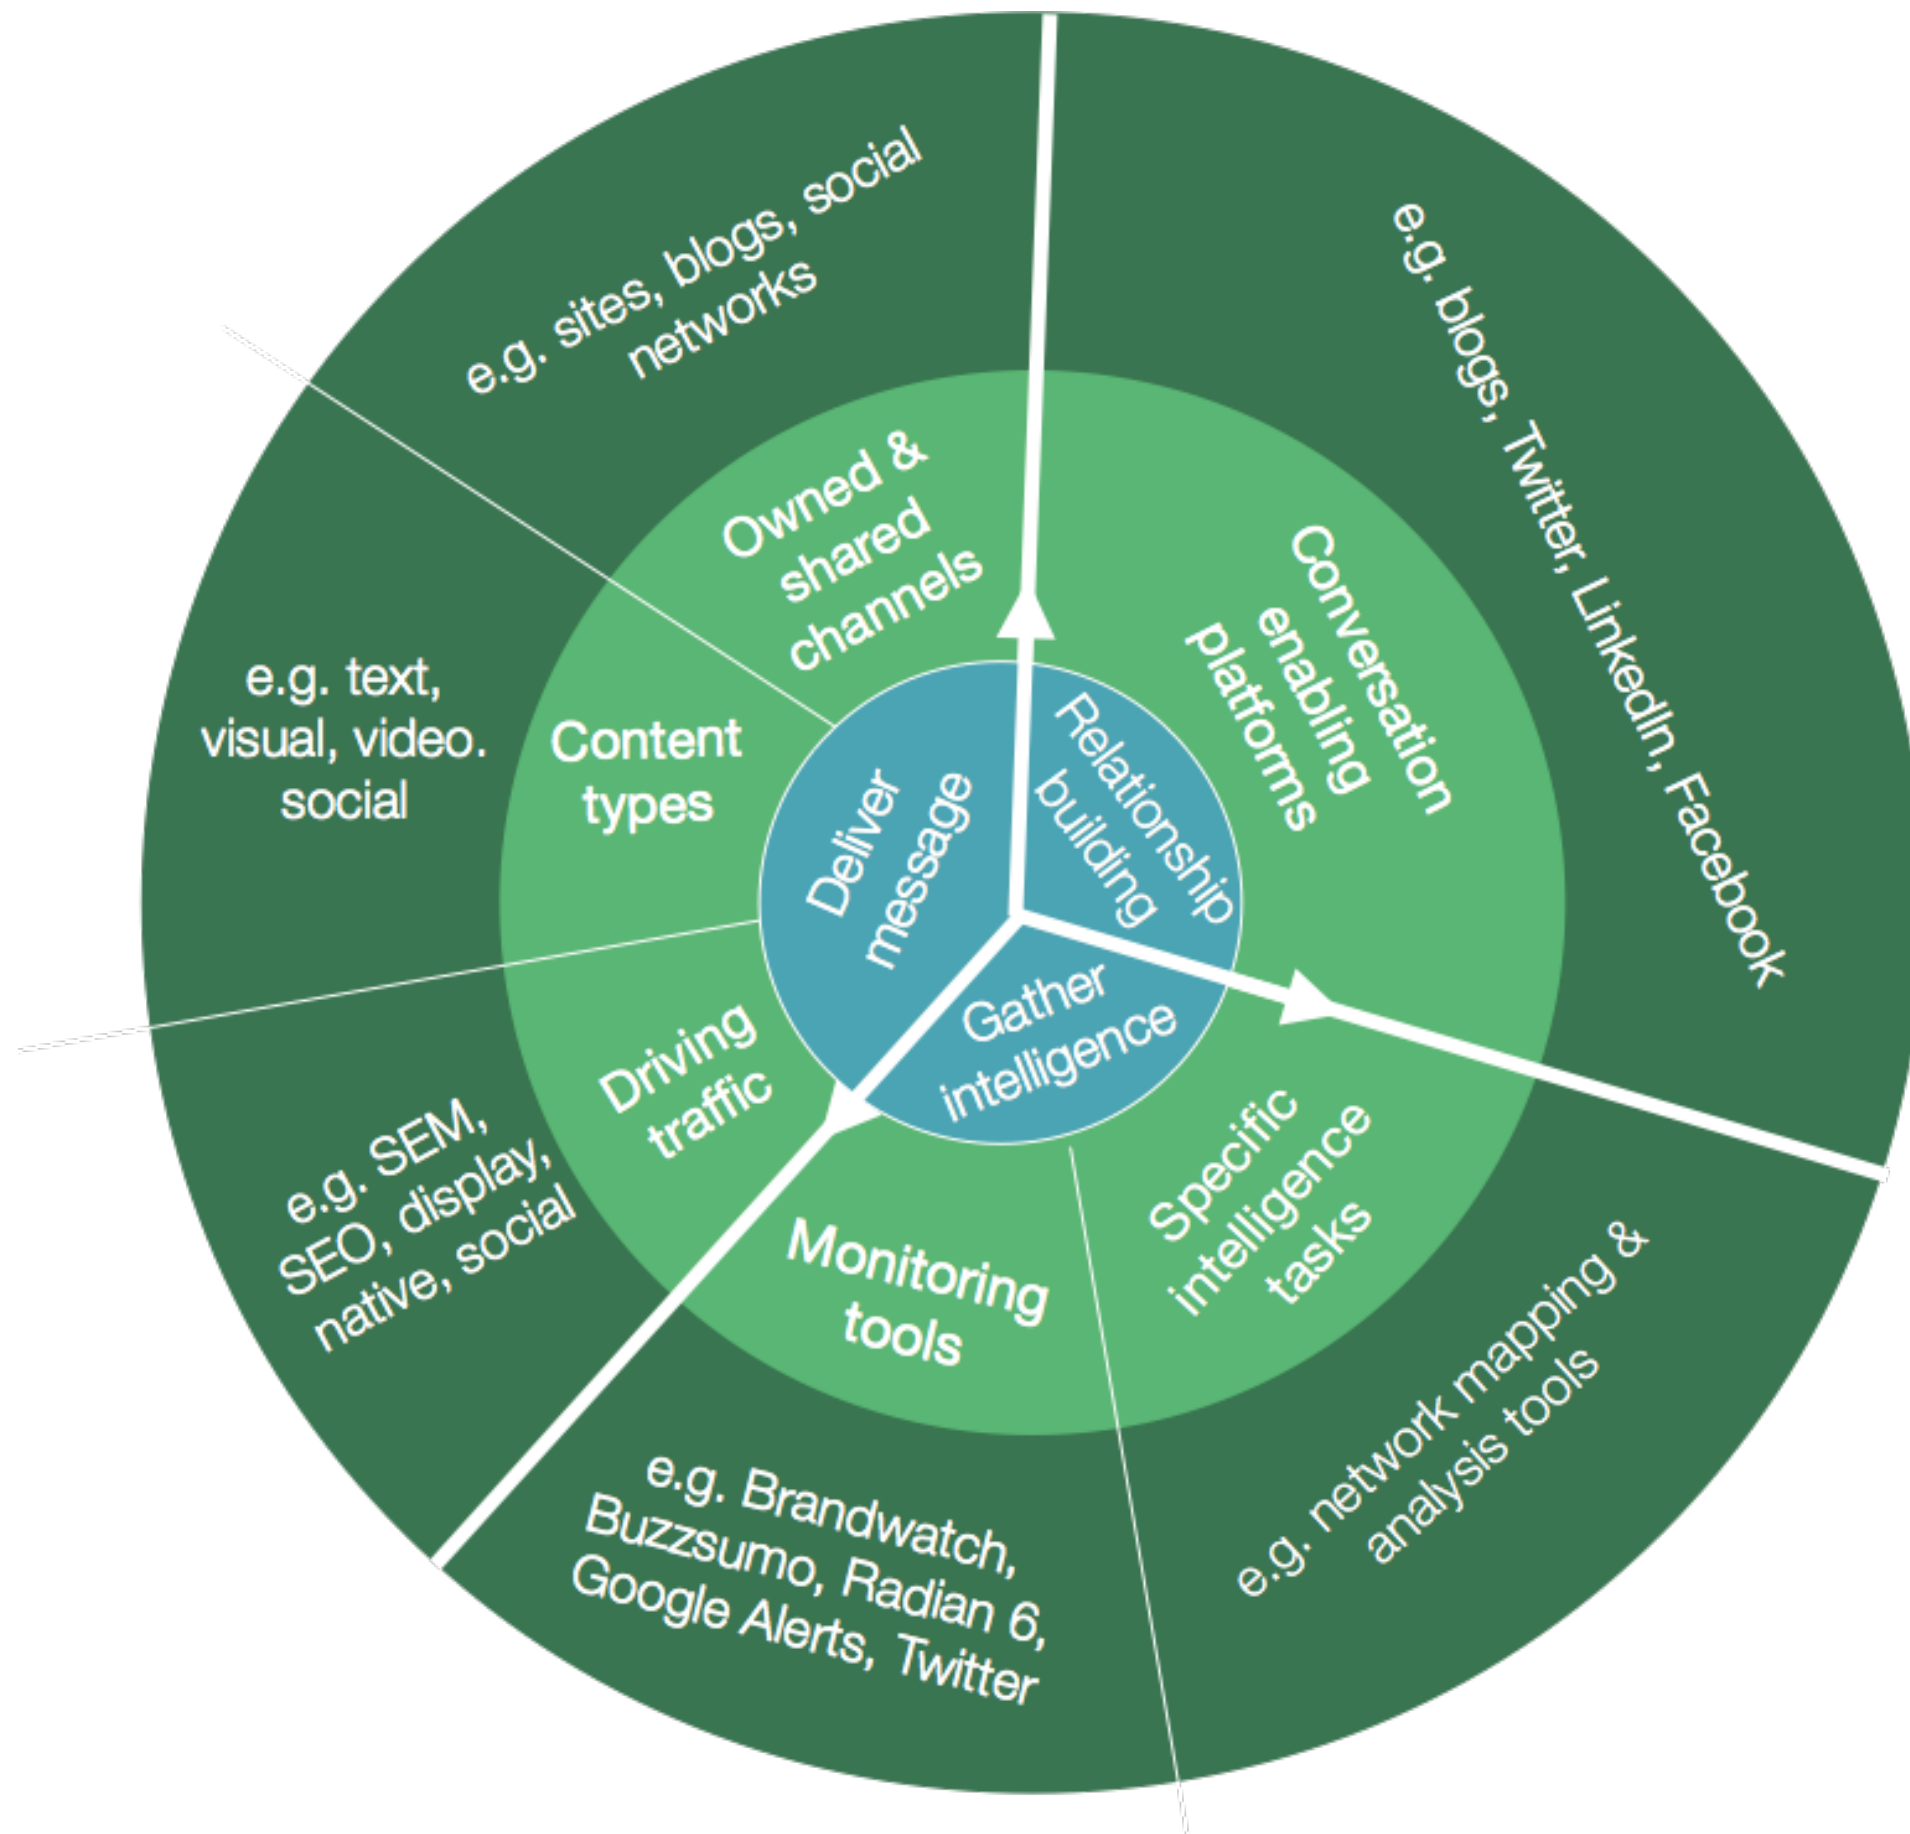 e.g. sites, blogs, social
networks
e.g. blogs, Twitter, LinkedIn, Facebook
Owned &
shared
channels
Conversation
enabling
platforms
e.g. text,
visual, video.
social
Content
types
Deliver
message
Relationship
building
Gather
intelligence
Driving
traffic
e.g. SEM,
SEO, display,
native, social
Monitoring
tools
Specific
intelligence
tasks
e.g. Brandwatch,
Buzzsumo, Radian 6,
Google Alerts, Twitter
e.g. network mapping &
analysis tools